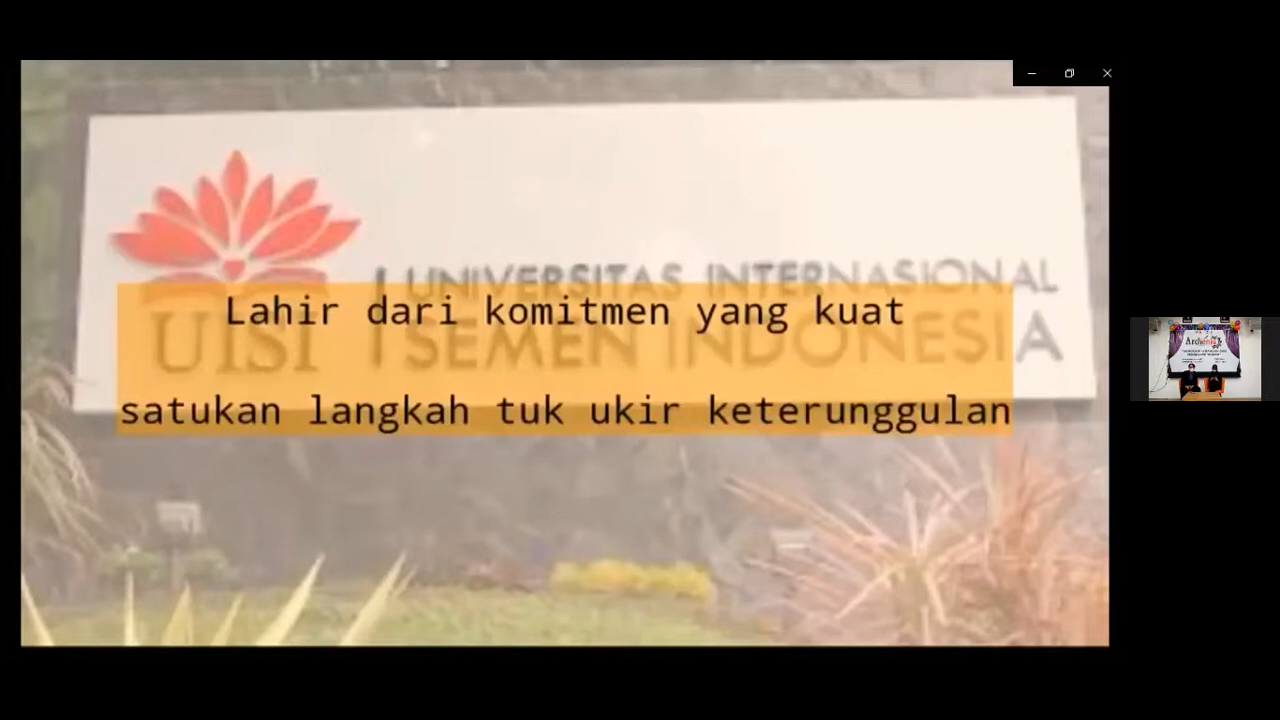 UNIVERSITAS INTERNASIONAL
UISI SEMEN INDONESIA
Lahir dari komitmen yang kuat
satukan langkah tuk ukir keterunggulan